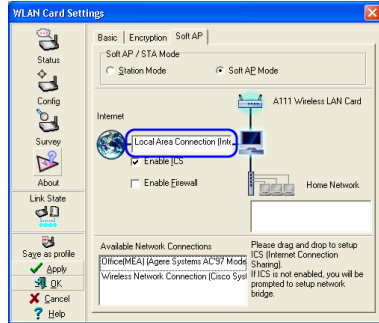 WLAN Card Settings
Status
Config
Survey
About
Link State
Save as profile
Apply
OK
Cancel
Help
Basic
Encryption
Soft AP
Soft AP / STA Mode
Station Mode
Soft AP Mode
Internet
A111 Wireless LAN Card
Local Area Connection (Inte
Enable ICS
Enable Firewall
Home Network
Available Network Connections
Office(MEA) (Agere Systems AC'97 Mode
Wireless Network Connection (Cisco Syst
Please drag and drop to setup
ICS (Internet Connection
Sharing).
If ICS is not enabled, you will be
prompted to setup network
bridge.